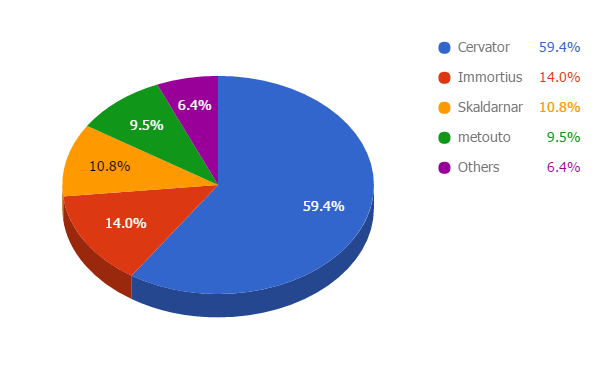 Cervator 59.4%
Immortius 14.0%
Skaldarnar 10.8%
metouto 9.5%
Others 6.4%
6.4%
9.5%
10.8%
59.4%
14.0%